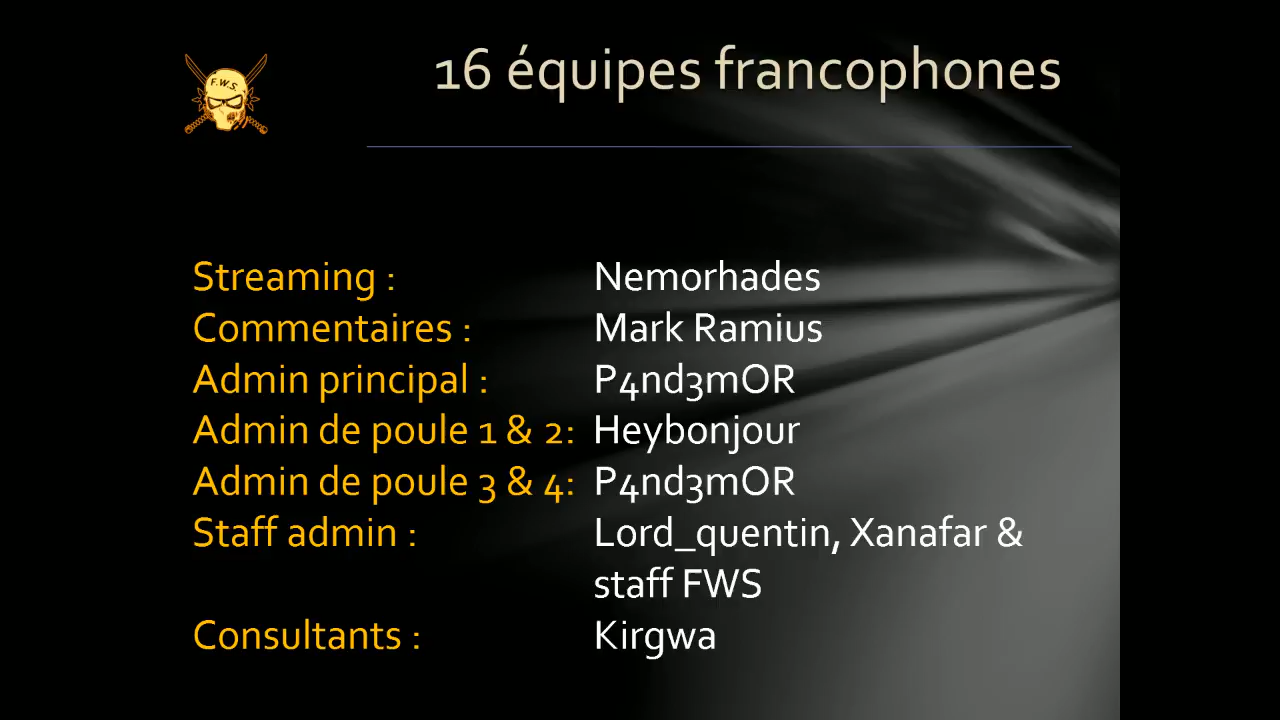 F.W.S.
16 équipes francophones
Streaming : Nemorhades
Commentaires : Mark Ramius
Admin principal : P4nd3mOR
Admin de poule 1 & 2: Heybonjour
Admin de poule 3 & 4: P4nd3mOR
Staff admin : Lord_quentin, Xanafar &
staff FWS
Consultants : Kirgwa